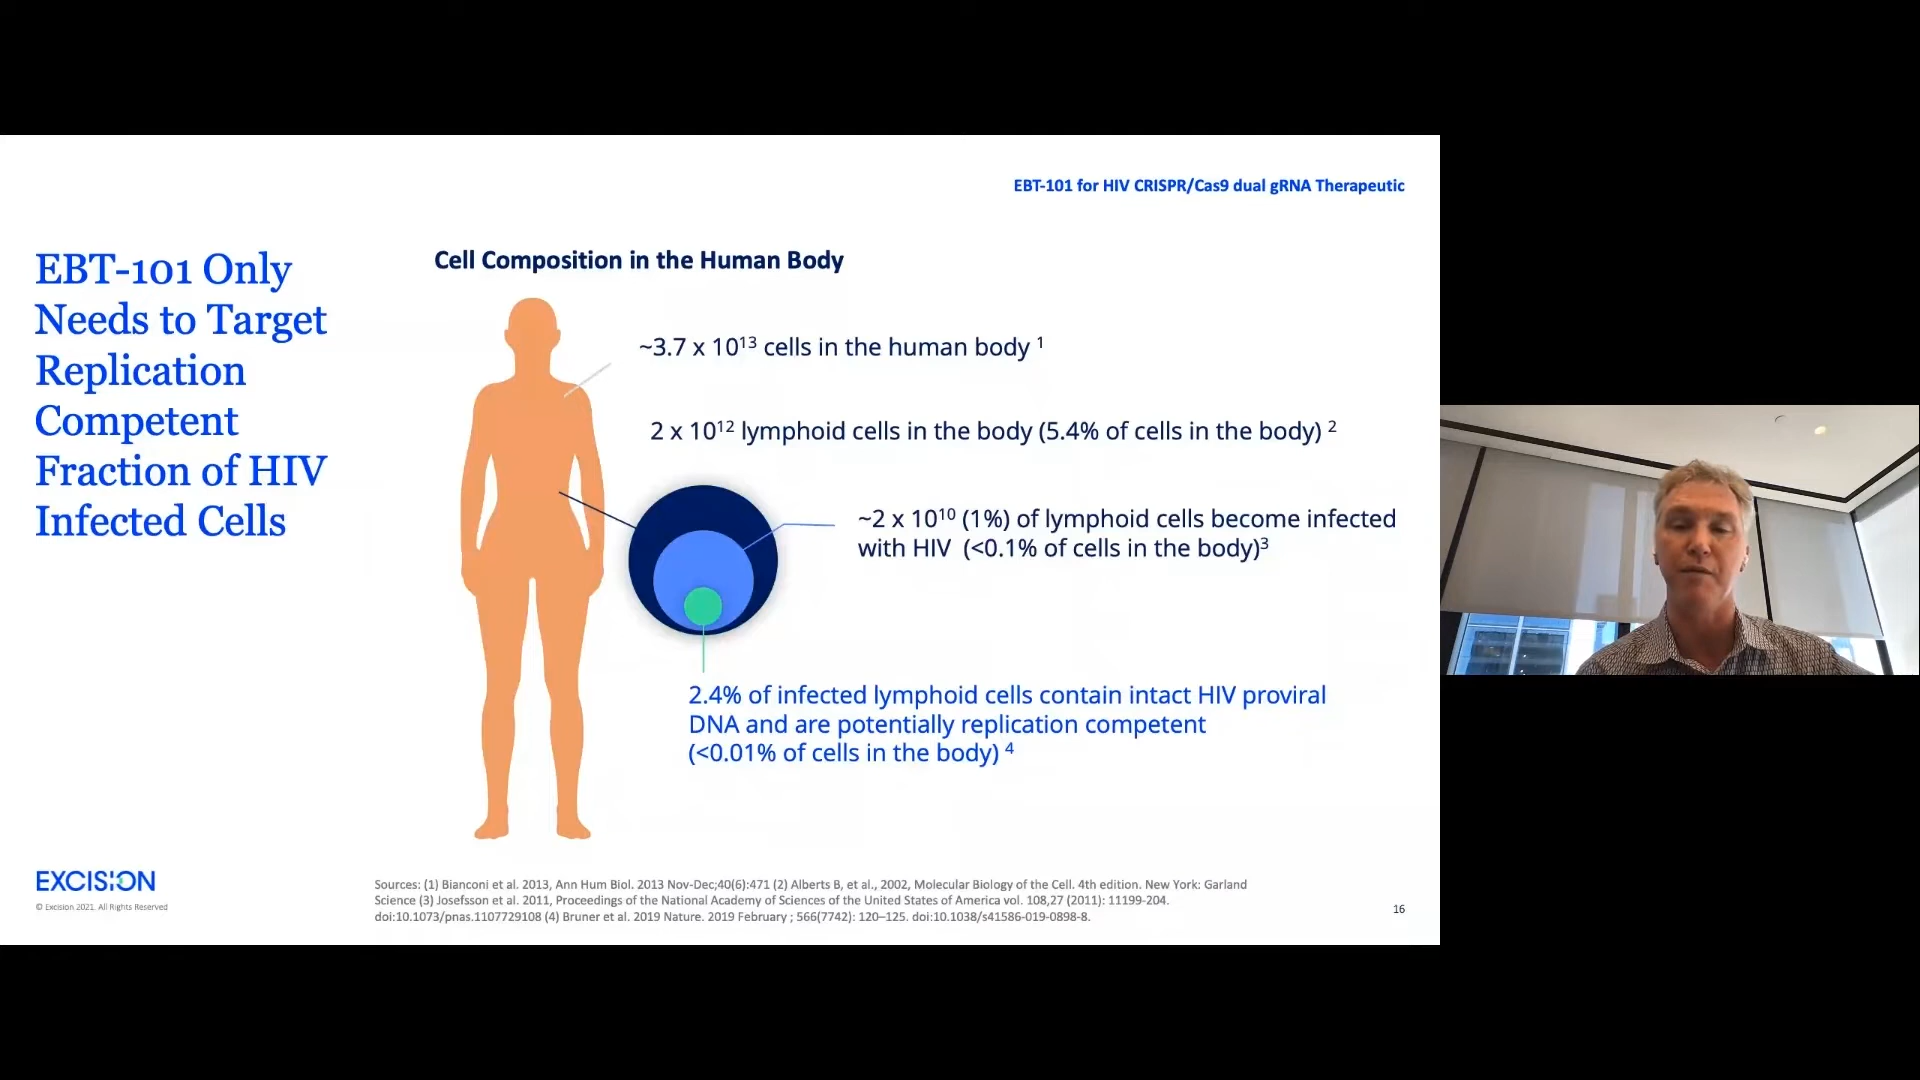 EBT-101 for HIV CRISPR/Cas9 dual gRNA Therapeutic
EBT-101 Only
Needs to Target
Replication
Competent
Fraction of HIV
Infected Cells
Cell Composition in the Human Body
~3.7 x 10¹³ cells in the human body ¹
2 x 10¹² lymphoid cells in the body (5.4% of cells in the body) ²
~2 x 10¹⁰ (1%) of lymphoid cells become infected
with HIV (<0.1% of cells in the body)³
2.4% of infected lymphoid cells contain intact HIV proviral
DNA and are potentially replication competent
(<0.01% of cells in the body) ⁴
EXCISION
© Excision 2021. All Rights Reserved
Sources: (1) Bianconi et al. 2013, Ann Hum Biol. 2013 Nov-Dec;40(6):471 (2) Alberts B, et al., 2002, Molecular Biology of the Cell. 4th edition. New York: Garland
Science (3) Josefsson et al. 2011, Proceedings of the National Academy of Sciences of the United States of America vol. 108,27 (2011): 11199-204.
doi:10.1073/pnas.1107729108 (4) Bruner et al. 2019 Nature. 2019 February ; 566(7742): 120–125. doi:10.1038/s41586-019-0898-8.
16